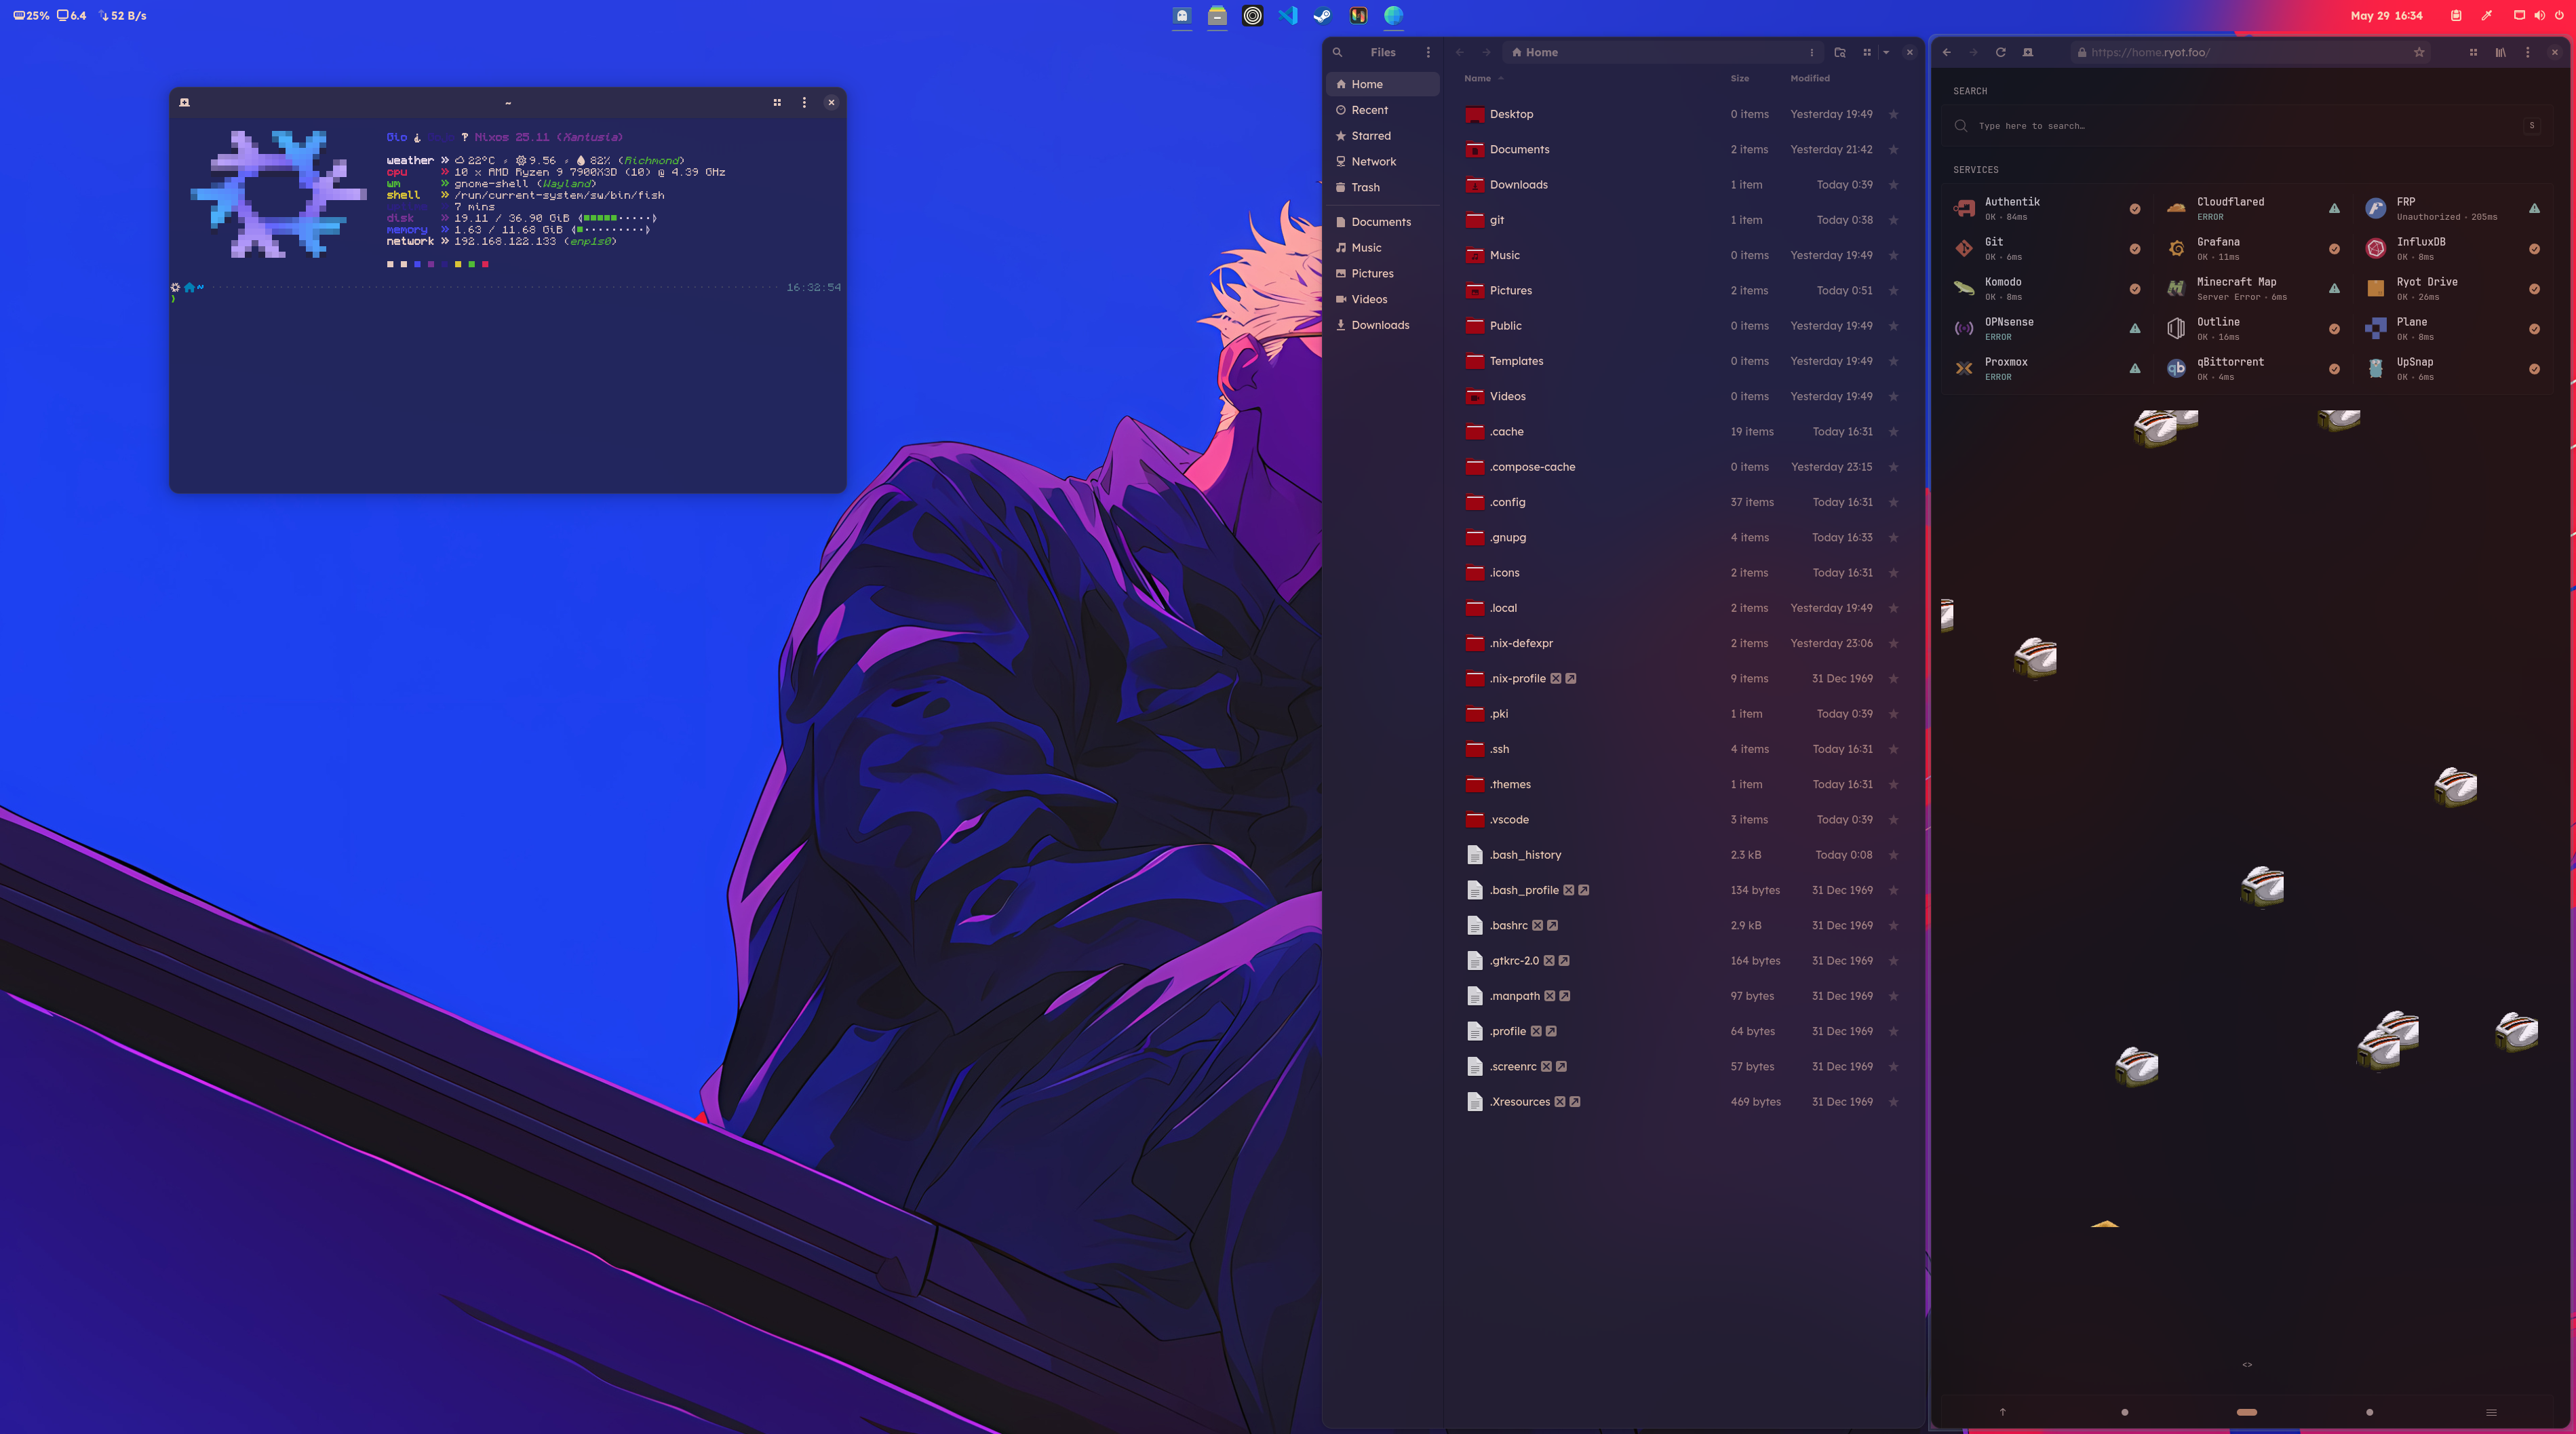 25% 6.4 52 B/s
May 29 16:34
~
Bio ¿ ‽ Nixos 25.11 (Xantusia)
weather » 22°C ⚡ 9.56 ⚡ 82% (Richmond)
cpu » 10 x AMD Ryzen 9 7900X3D (10) @ 4.39 GHz
wm » gnome-shell (Wayland)
shell » /run/current-system/sw/bin/fish
7 mins
disk » 19.11 / 36.90 GiB
memory » 1.63 / 11.68 GiB
network » 192.168.122.133 (enp1s0)
~ 16:32:54
Files
Home
Recent
Starred
Network
Trash
Documents
Music
Pictures
Videos
Downloads
Home
Name Size Modified
Desktop 0 items Yesterday 19:49
Documents 2 items Yesterday 21:42
Downloads 1 item Today 0:39
git 1 item Today 0:38
Music 0 items Yesterday 19:49
Pictures 2 items Today 0:51
Public 0 items Yesterday 19:49
Templates 0 items Yesterday 19:49
Videos 0 items Yesterday 19:49
.cache 19 items Today 16:31
.compose-cache 0 items Yesterday 23:15
.config 37 items Today 16:31
.gnupg 4 items Today 16:33
.icons 2 items Today 16:31
.local 2 items Yesterday 19:49
.nix-defexpr 2 items Yesterday 23:06
.nix-profile 9 items 31 Dec 1969
.pki 1 item Today 0:39
.ssh 4 items Today 16:31
.themes 1 item Today 16:31
.vscode 3 items Today 0:39
.bash_history 2.3 kB Today 0:08
.bash_profile 134 bytes 31 Dec 1969
.bashrc 2.9 kB 31 Dec 1969
.gtkrc-2.0 164 bytes 31 Dec 1969
.manpath 97 bytes 31 Dec 1969
.profile 64 bytes 31 Dec 1969
.screenrc 57 bytes 31 Dec 1969
.Xresources 469 bytes 31 Dec 1969
https://home.ryot.foo/
SEARCH
Type here to search… S
SERVICES
Authentik
OK · 84ms
Cloudflared
ERROR
FRP
Unauthorized · 205ms
Git
OK · 6ms
Grafana
OK · 11ms
InfluxDB
OK · 8ms
Komodo
OK · 8ms
Minecraft Map
Server Error · 6ms
Ryot Drive
OK · 26ms
OPNsense
ERROR
Outline
OK · 16ms
Plane
OK · 8ms
Proxmox
ERROR
qBittorrent
OK · 4ms
UpSnap
OK · 6ms
<>